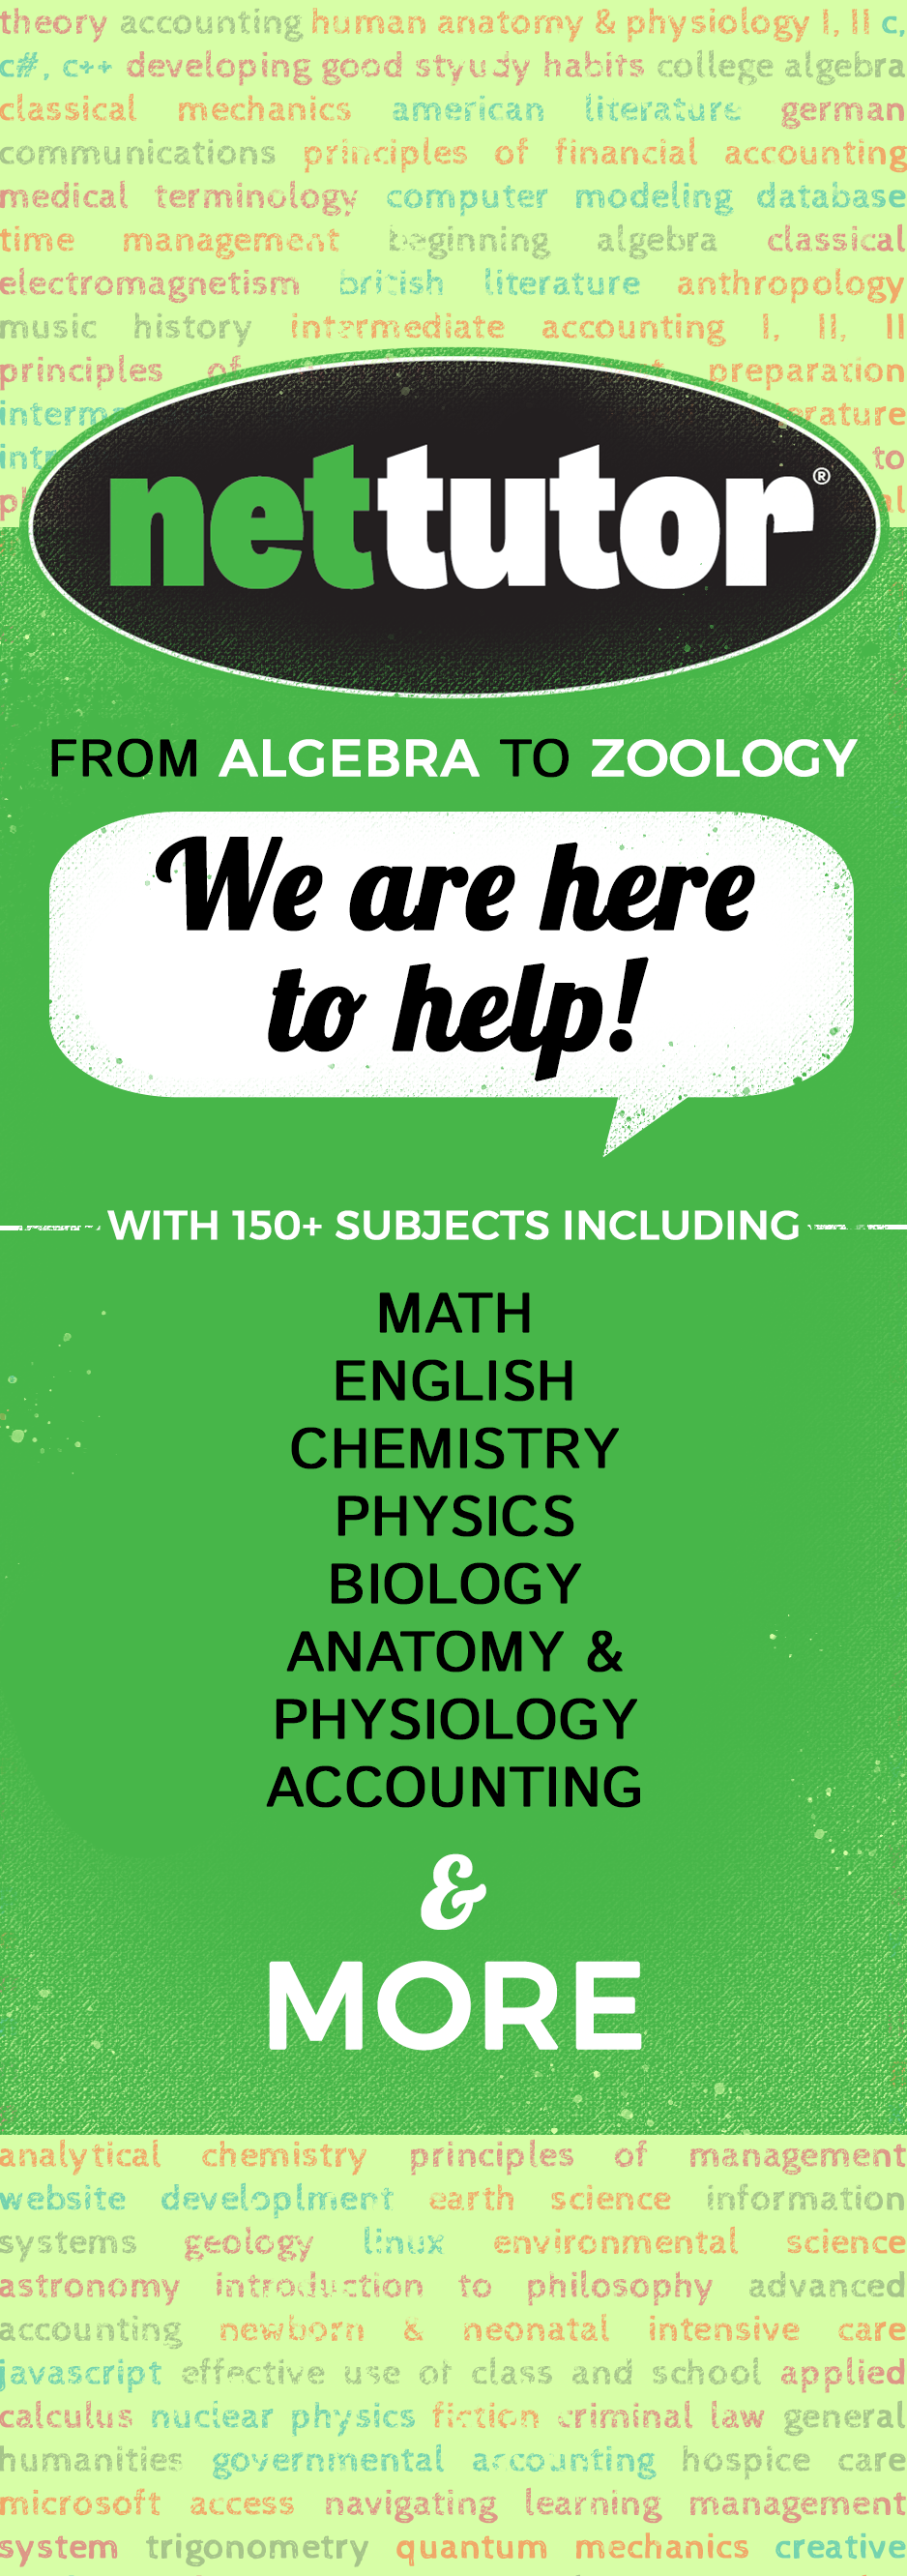 theory accounting human anatomy & physiology I, II c,
c#, c++ developing good styudy habits college algebra
classical mechanics american literature german
communications principles of financial accounting
medical terminology computer modeling database
time management beginning algebra classical
electromagnetism british literature anthropology
music history intermediate accounting I, II, II
principles of preparation
to
nettutor®
FROM ALGEBRA TO ZOOLOGY
We are here
to help!
WITH 150+ SUBJECTS INCLUDING
MATH
ENGLISH
CHEMISTRY
PHYSICS
BIOLOGY
ANATOMY &
PHYSIOLOGY
ACCOUNTING
&
MORE
analytical chemistry principles of management
website developlment earth science information
systems geology linux environmental science
astronomy introduction to philosophy advanced
accounting newborn & neonatal intensive care
javascript effective use of class and school applied
calculus nuclear physics fiction criminal law general
humanities governmental accounting hospice care
microsoft access navigating learning management
system trigonometry quantum mechanics creative